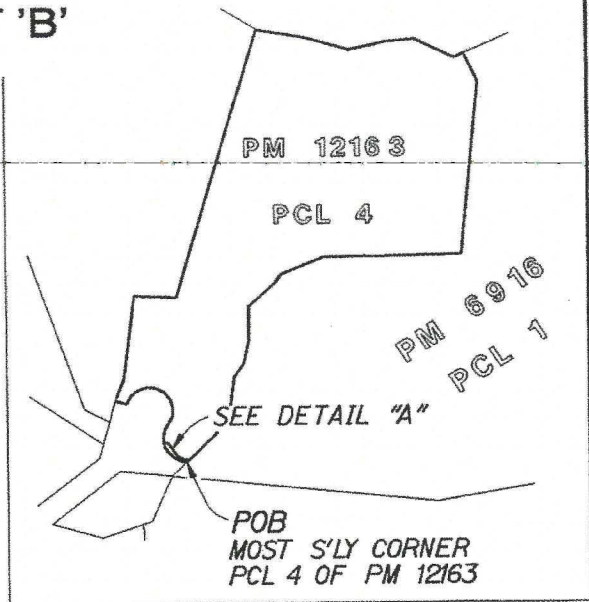 'B'
PM 12163
PCL 4
PM 6916
PCL 1
SEE DETAIL "A"
POB
MOST S'LY CORNER
PCL 4 OF PM 12163